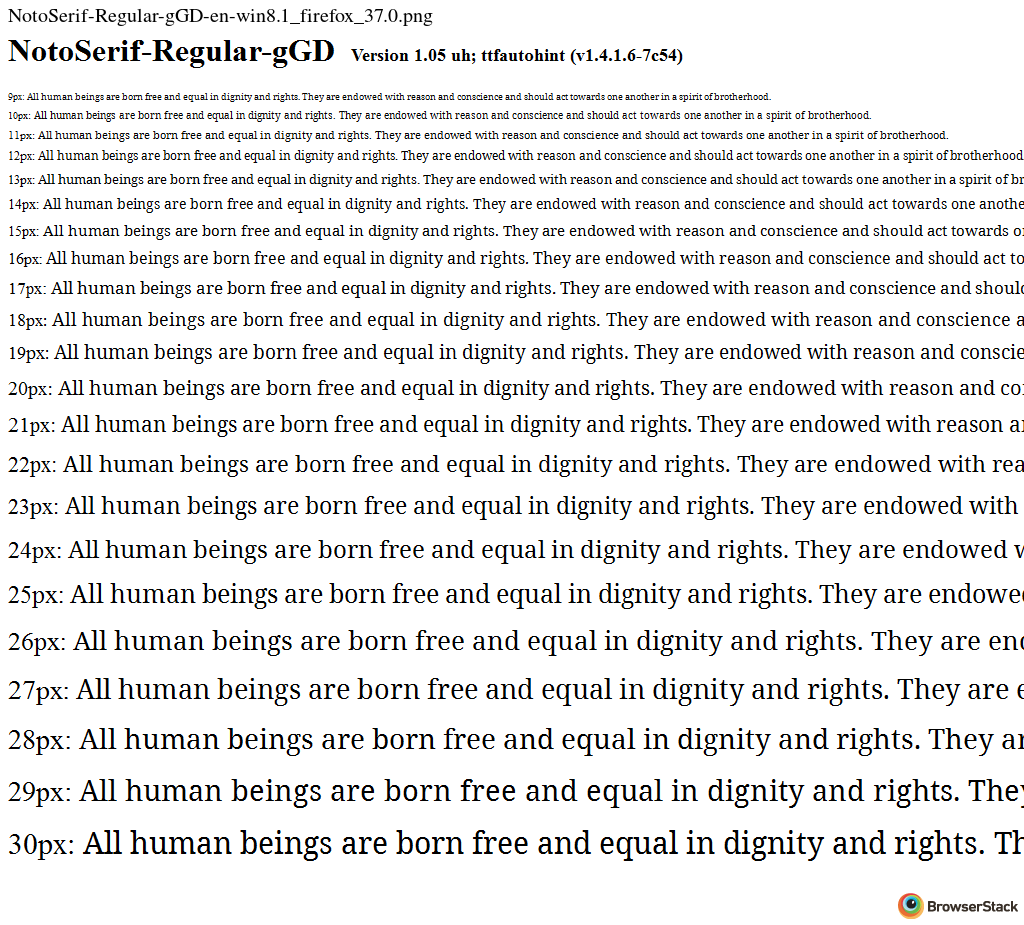 NotoSerif-Regular-gGD-en-win8.1_firefox_37.0.png
NotoSerif-Regular-gGD Version 1.05 uh; ttfautohint (v1.4.1.6-7c54)
9px: All human beings are born free and equal in dignity and rights. They are endowed with reason and conscience and should act towards one another in a spirit of brotherhood.
10px: All human beings are born free and equal in dignity and rights. They are endowed with reason and conscience and should act towards one another in a spirit of brotherhood.
11px: All human beings are born free and equal in dignity and rights. They are endowed with reason and conscience and should act towards one another in a spirit of brotherhood.
12px: All human beings are born free and equal in dignity and rights. They are endowed with reason and conscience and should act towards one another in a spirit of brotherhood
13px: All human beings are born free and equal in dignity and rights. They are endowed with reason and conscience and should act towards one another in a spirit of br
14px: All human beings are born free and equal in dignity and rights. They are endowed with reason and conscience and should act towards one anothe
15px: All human beings are born free and equal in dignity and rights. They are endowed with reason and conscience and should act towards o
16px: All human beings are born free and equal in dignity and rights. They are endowed with reason and conscience and should act to
17px: All human beings are born free and equal in dignity and rights. They are endowed with reason and conscience and should
18px: All human beings are born free and equal in dignity and rights. They are endowed with reason and conscience a
19px: All human beings are born free and equal in dignity and rights. They are endowed with reason and conscie
20px: All human beings are born free and equal in dignity and rights. They are endowed with reason and co
21px: All human beings are born free and equal in dignity and rights. They are endowed with reason a
22px: All human beings are born free and equal in dignity and rights. They are endowed with rea
23px: All human beings are born free and equal in dignity and rights. They are endowed with
24px: All human beings are born free and equal in dignity and rights. They are endowed w
25px: All human beings are born free and equal in dignity and rights. They are endowe
26px: All human beings are born free and equal in dignity and rights. They are en
27px: All human beings are born free and equal in dignity and rights. They are e
28px: All human beings are born free and equal in dignity and rights. They a
29px: All human beings are born free and equal in dignity and rights. They
30px: All human beings are born free and equal in dignity and rights. Th
BrowserStack